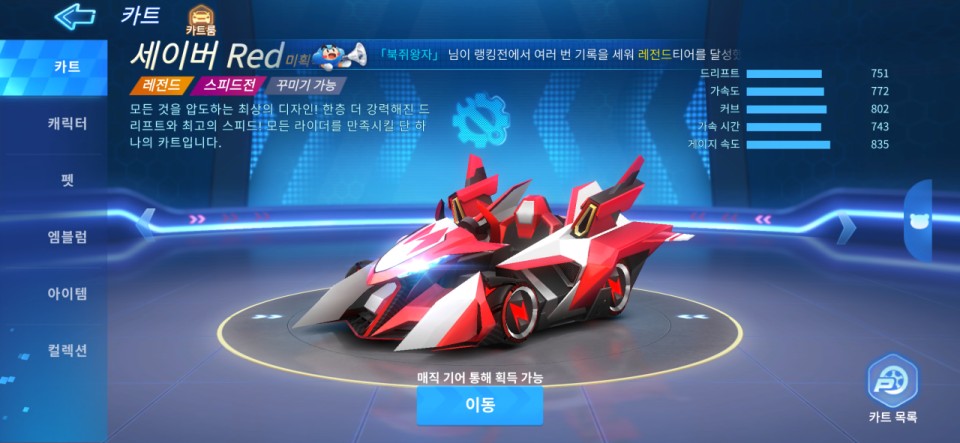 카트
카트룸
세이버 Red 미획
「북쥐왕자」 님이 랭킹전에서 여러 번 기록을 세워 레전드티어를 달성했
레전드 스피드전 꾸미기 가능
모든 것을 압도하는 최상의 디자인! 한층 더 강력해진 드
리프트와 최고의 스피드! 모든 라이더를 만족시킬 단 하
나의 카트입니다.
드리프트 751
가속도 772
커브 802
가속 시간 743
게이지 속도 835
카트
캐릭터
펫
엠블럼
아이템
컬렉션
매직 기어 통해 획득 가능
이동
카트 목록